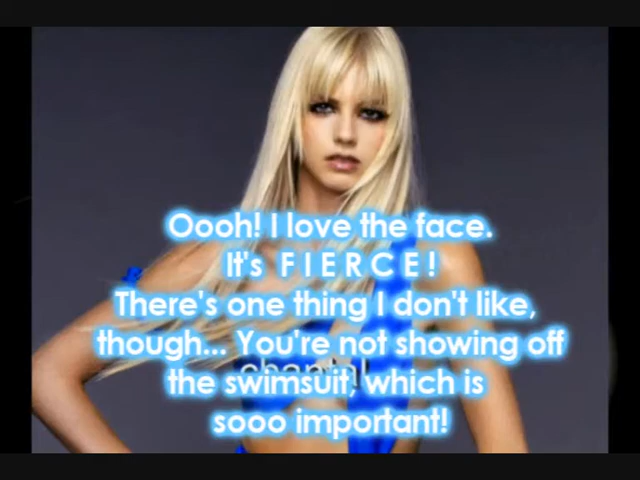 Oooh! I love the face.
It's F I E R C E !
There's one thing I don't like,
though... You're not showing off
chantal
the swimsuit, which is
sooo important!